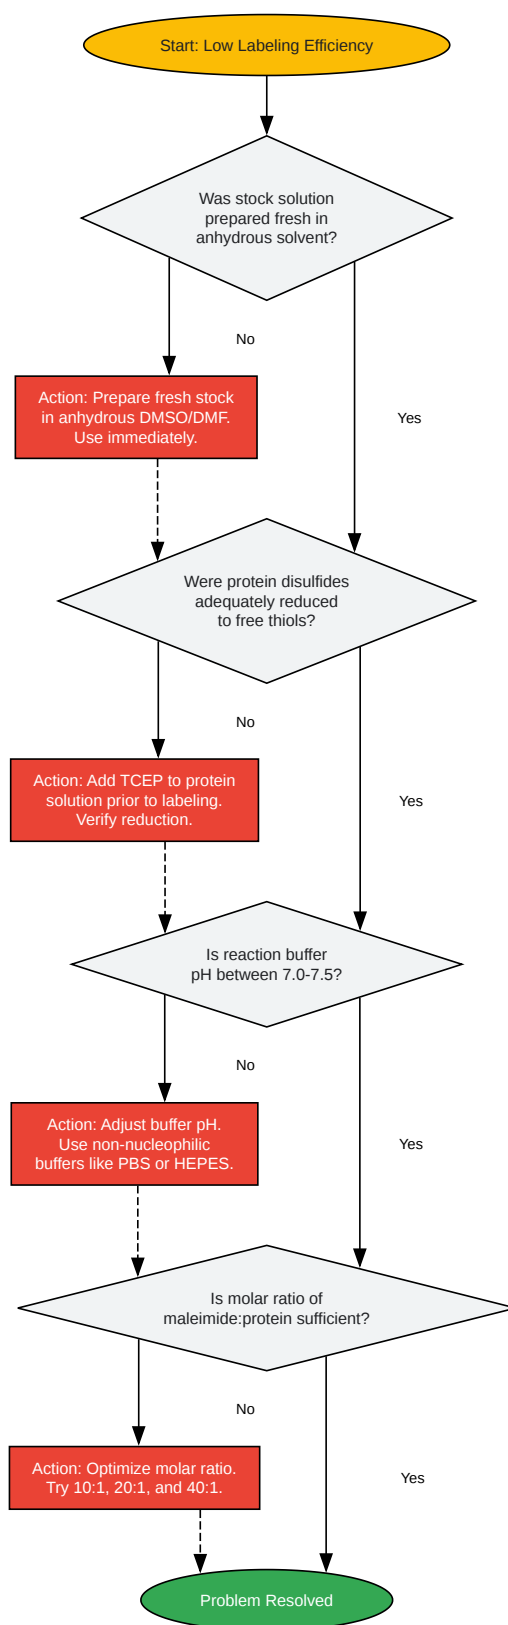 Start: Low Labeling Efficiency
Was stock solution
prepared fresh in
anhydrous solvent?
No
Action: Prepare fresh stock
in anhydrous DMSO/DMF.
Use immediately.
Yes
Were protein disulfides
adequately reduced
to free thiols?
No
Action: Add TCEP to protein
solution prior to labeling.
Verify reduction.
Yes
Is reaction buffer
pH between 7.0-7.5?
No
Action: Adjust buffer pH.
Use non-nucleophilic
buffers like PBS or HEPES.
Yes
Is molar ratio of
maleimide:protein sufficient?
No
Action: Optimize molar ratio.
Try 10:1, 20:1, and 40:1.
Yes
Problem Resolved